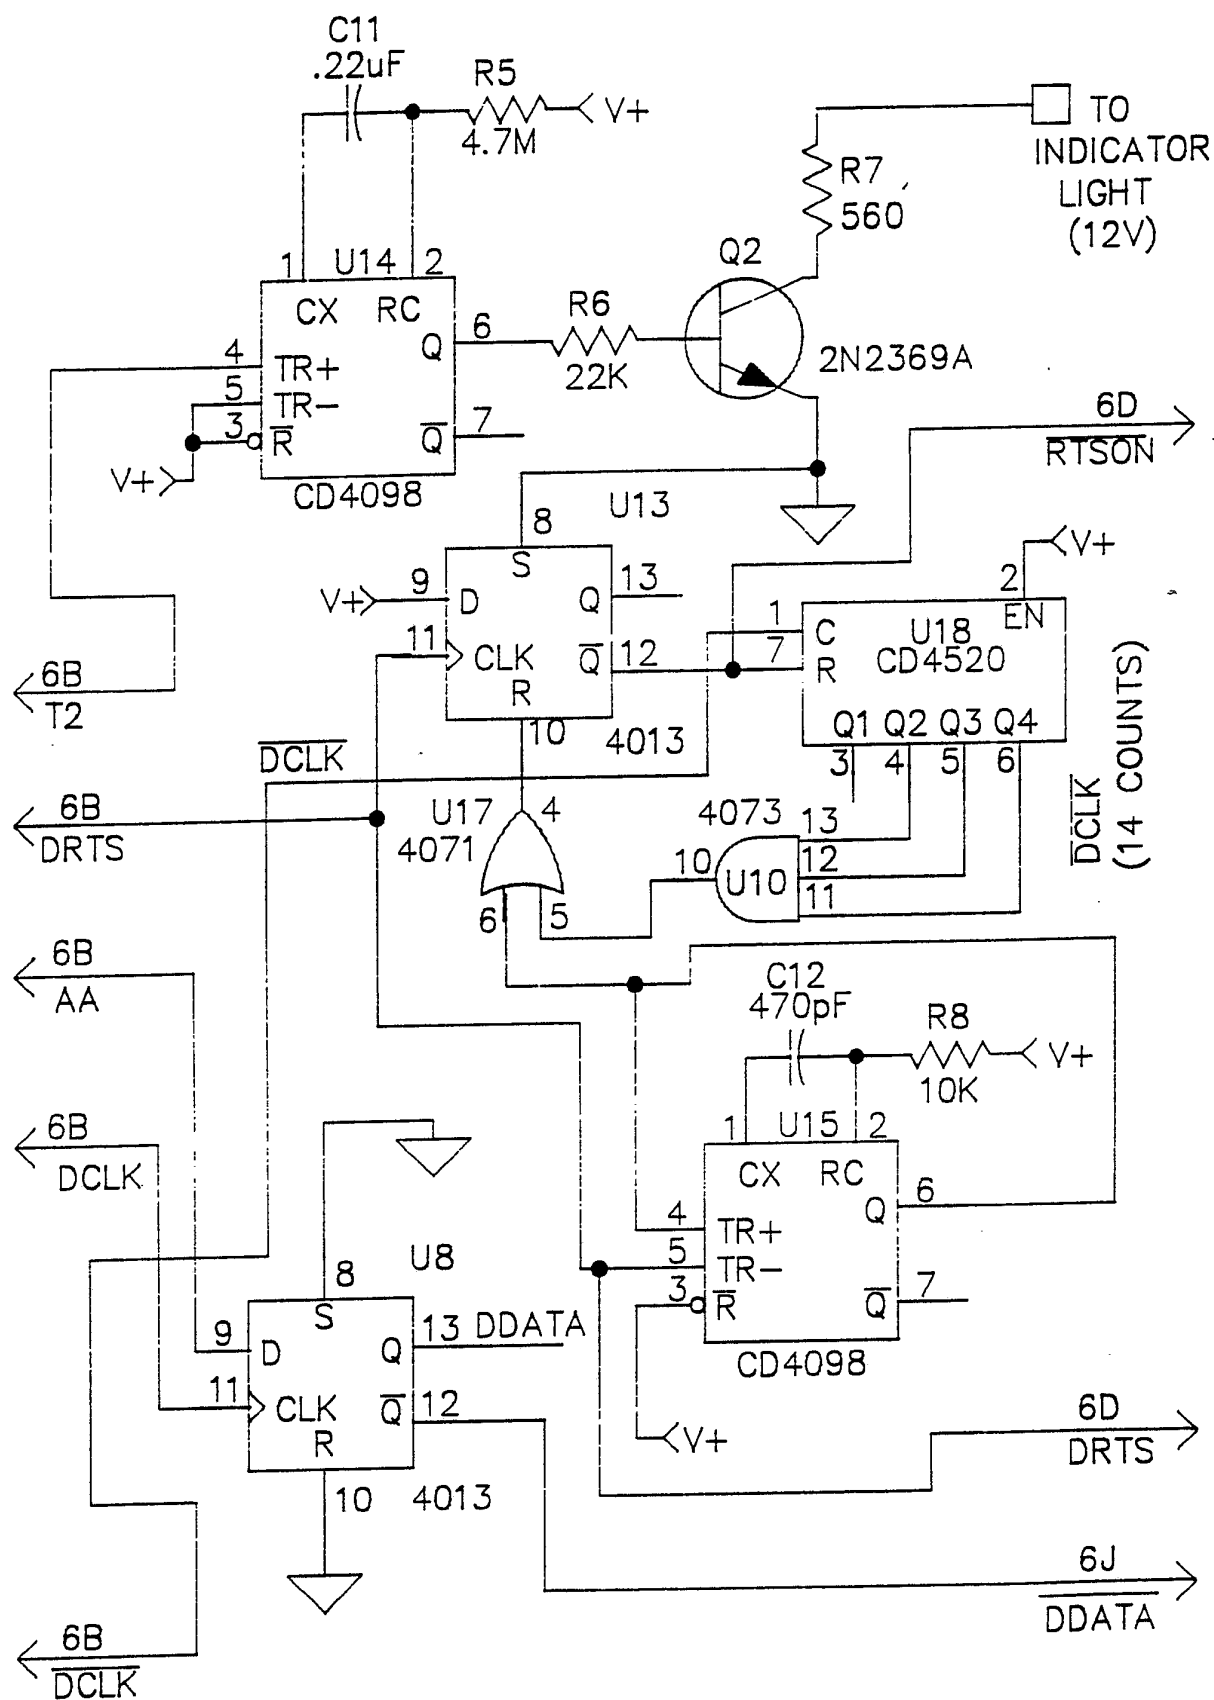 C11
.22uF
R5
4.7M
V+
TO
INDICATOR
LIGHT
(12V)
R7
560
1
U14
2
CX
RC
Q
6
R6
22K
Q2
2N2369A
4
TR+
5
TR-
3
R̅
Q̅
7
V+
CD4098
6D
R̅T̅S̅O̅N̅
U13
8
S
V+
9
D
Q
13
11
CLK
Q̅
12
R
10
4013
V+
2
EN
1
C
U18
CD4520
7
R
Q1
Q2
Q3
Q4
3
4
5
6
D̅C̅L̅K̅
(14 COUNTS)
6B
T2
D̅C̅L̅K̅
6B
DRTS
U17
4071
4
6
5
4073
10
U10
13
12
11
6B
AA
C12
470pF
R8
10K
V+
1
U15
2
CX
RC
Q
6
4
TR+
5
TR-
3
R̅
Q̅
7
CD4098
V+
6B
DCLK
8
U8
S
9
D
Q
13
DDATA
11
CLK
Q̅
12
R
10
4013
6D
DRTS
6J
D̅D̅A̅T̅A̅
6B
D̅C̅L̅K̅